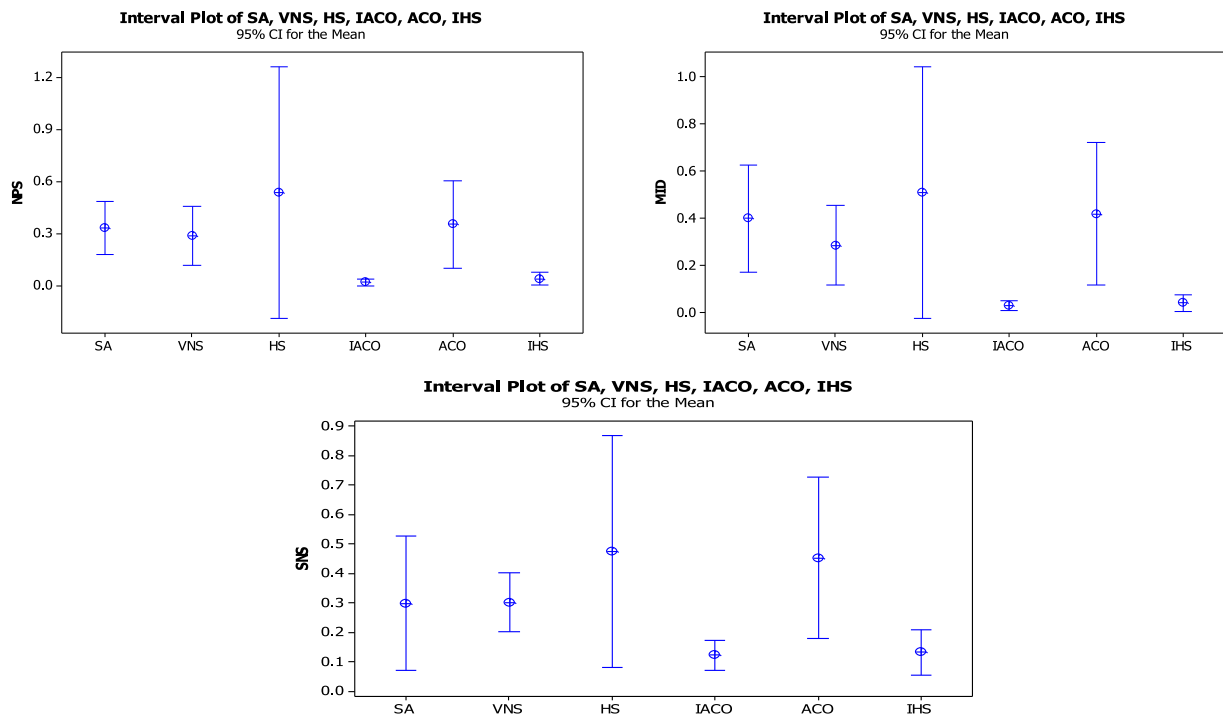 Interval Plot of SA, VNS, HS, IACO, ACO, IHS
95% CI for the Mean
1.2
0.9
0.6
0.3
0.0
NPS
SA VNS HS IACO ACO IHS
Interval Plot of SA, VNS, HS, IACO, ACO, IHS
95% CI for the Mean
1.0
0.8
0.6
0.4
0.2
0.0
MID
SA VNS HS IACO ACO IHS
Interval Plot of SA, VNS, HS, IACO, ACO, IHS
95% CI for the Mean
0.9
0.8
0.7
0.6
0.5
0.4
0.3
0.2
0.1
0.0
SNS
SA VNS HS IACO ACO IHS